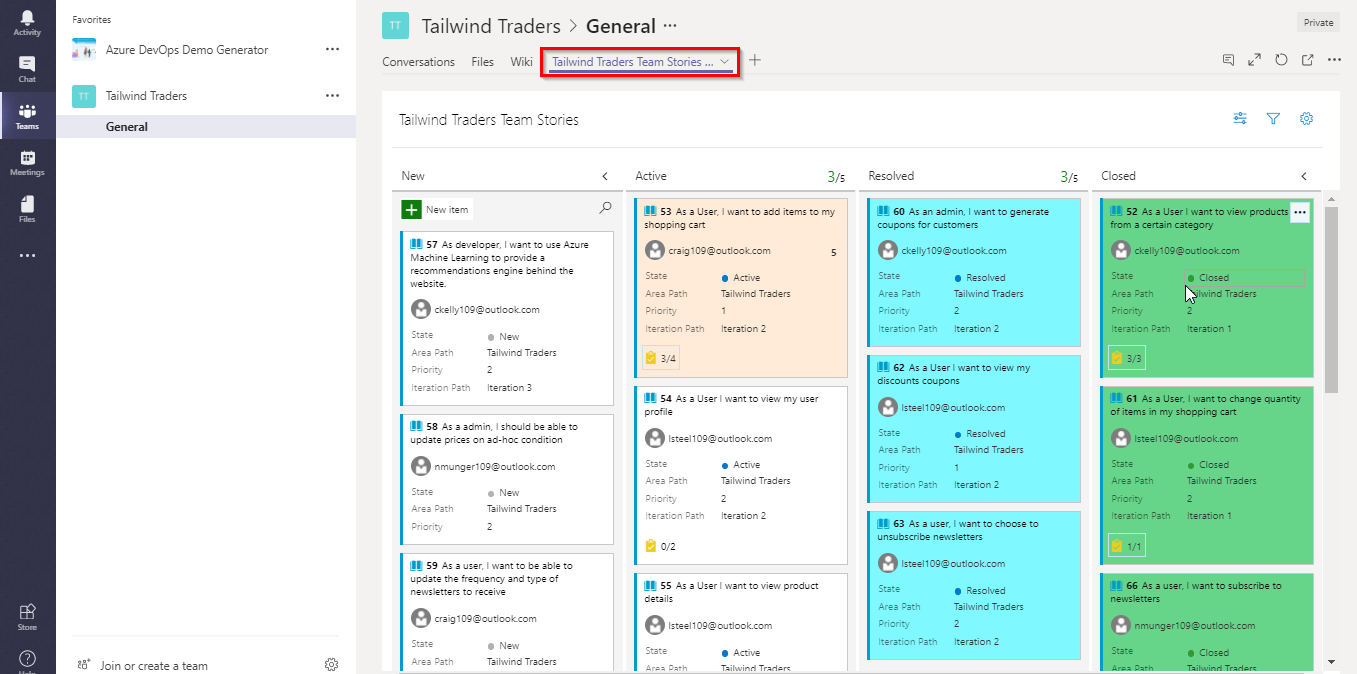 Activity
Chat
Teams
Meetings
Files
Store
Help
Favorites
Azure DevOps Demo Generator
TT Tailwind Traders
General
Join or create a team
TT Tailwind Traders > General ...
Private
Conversations Files Wiki Tailwind Traders Team Stories ...
Tailwind Traders Team Stories
New
New item
57 As developer, I want to use Azure
Machine Learning to provide a
recommendations engine behind the
website.
ckelly109@outlook.com
State New
Area Path Tailwind Traders
Priority 2
Iteration Path Iteration 3
58 As a admin, I should be able to
update prices on ad-hoc condition
nmunger109@outlook.com
State New
Area Path Tailwind Traders
Priority 2
59 As a user, I want to be able to
update the frequency and type of
newsletters to receive
craig109@outlook.com
State New
Area Path Tailwind Traders
Active 3/5
53 As a User, I want to add items to my
shopping cart
craig109@outlook.com 5
State Active
Area Path Tailwind Traders
Priority 1
Iteration Path Iteration 2
3/4
54 As a User I want to view my user
profile
lsteel109@outlook.com
State Active
Area Path Tailwind Traders
Priority 2
Iteration Path Iteration 2
0/2
55 As a User I want to view product
details
lsteel109@outlook.com
State Active
Area Path Tailwind Traders
Resolved 3/5
60 As an admin, I want to generate
coupons for customers
ckelly109@outlook.com
State Resolved
Area Path Tailwind Traders
Priority 2
Iteration Path Iteration 2
62 As a User I want to view my
discounts coupons
lsteel109@outlook.com
State Resolved
Area Path Tailwind Traders
Priority 1
Iteration Path Iteration 2
63 As a user, I want to choose to
unsubscribe newsletters
lsteel109@outlook.com
State Resolved
Area Path Tailwind Traders
Priority 2
Iteration Path Iteration 2
Closed
52 As a User I want to view products
from a certain category
ckelly109@outlook.com
State Closed
Area Path Tailwind Traders
Priority 2
Iteration Path Iteration 1
3/3
61 As a User, I want to change quantity
of items in my shopping cart
lsteel109@outlook.com
State Closed
Area Path Tailwind Traders
Priority 2
Iteration Path Iteration 1
1/1
66 As a user, I want to subscribe to
newsletters
nmunger109@outlook.com
State Closed
Area Path Tailwind Traders